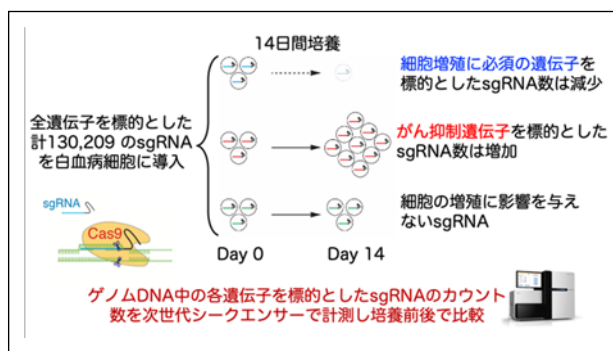 14日間培養
全遺伝子を標的とした
計130,209 のsgRNA
を白血病細胞に導入
細胞増殖に必須の遺伝子を
標的としたsgRNA数は減少
がん抑制遺伝子を標的とした
sgRNA数は増加
細胞の増殖に影響を与え
ないsgRNA
sgRNA
Cas9
Day 0
Day 14
ゲノムDNA中の各遺伝子を標的としたsgRNAのカウント
数を次世代シークエンサーで計測し培養前後で比較